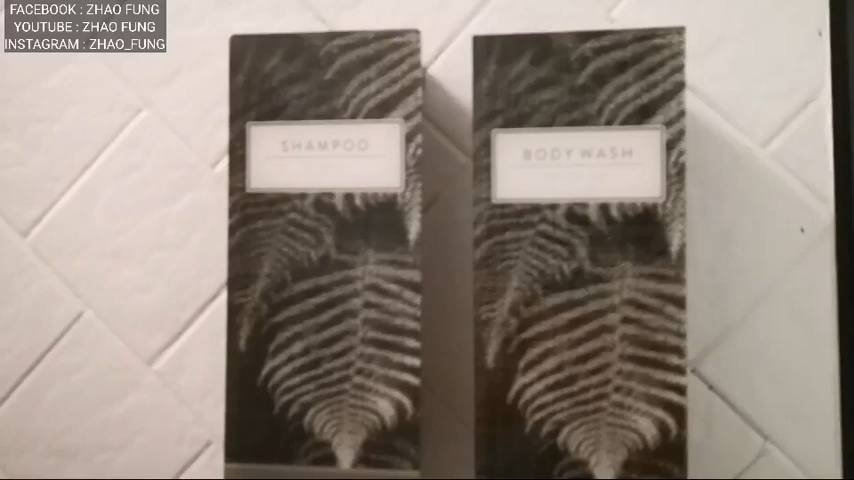 FACEBOOK : ZHAO FUNG
YOUTUBE : ZHAO FUNG
INSTAGRAM : ZHAO_FUNG
SHAMPOO
BODY WASH